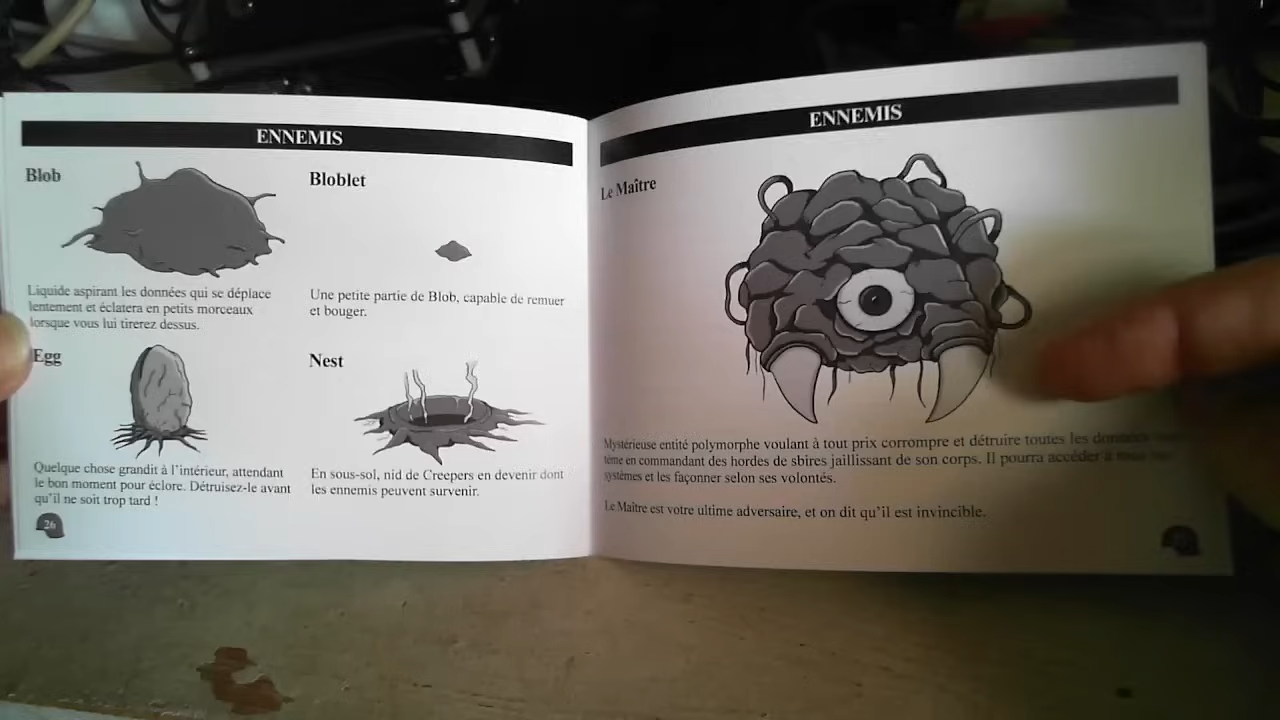 ENNEMIS
Blob
Liquide aspirant les données qui se déplace
lentement et éclatera en petits morceaux
lorsque vous lui tirerez dessus.
Bloblet
Une petite partie de Blob, capable de remuer
et bouger.
Egg
Quelque chose grandit à l'intérieur, attendant
le bon moment pour éclore. Détruisez-le avant
qu'il ne soit trop tard !
Nest
En sous-sol, nid de Creepers en devenir dont
les ennemis peuvent survenir.
26
ENNEMIS
Le Maître
Mystérieuse entité polymorphe voulant à tout prix corrompre et détruire toutes les données
tème en commandant des hordes de sbires jaillissant de son corps. Il pourra accéder à
systèmes et les façonner selon ses volontés.
Le Maître est votre ultime adversaire, et on dit qu'il est invincible.